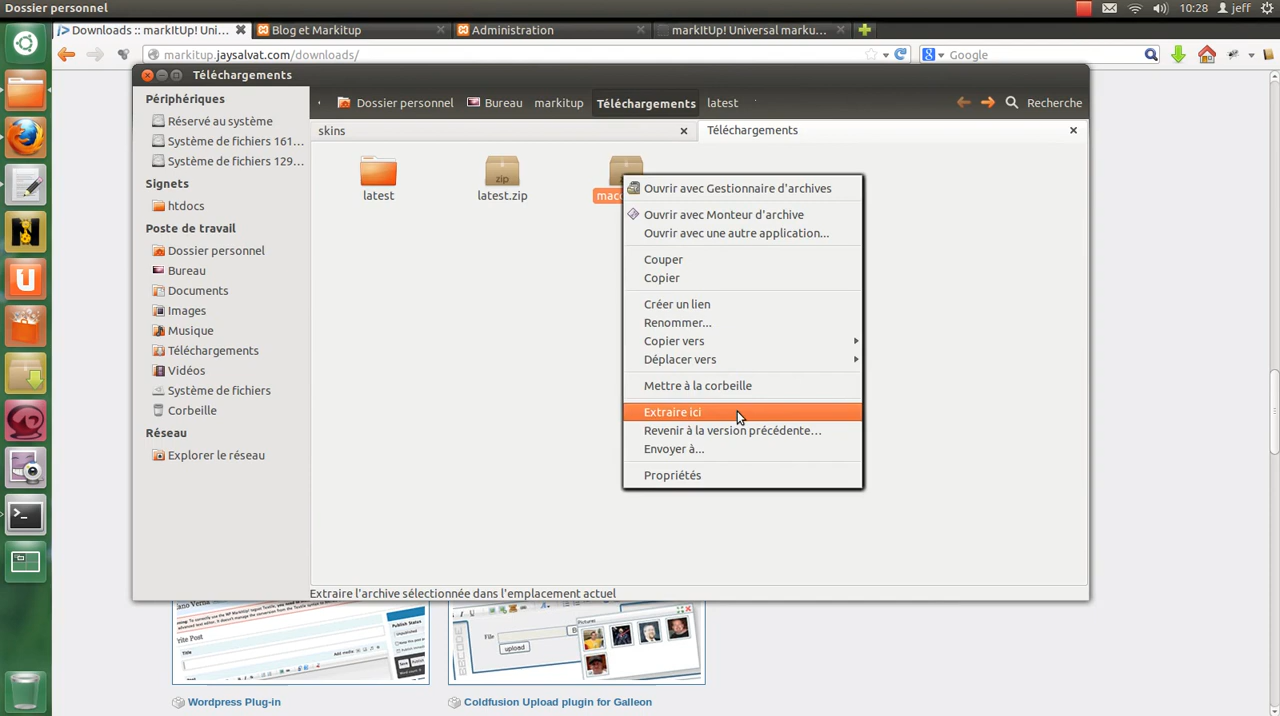 Dossier personnel
10:28 jeff
Downloads :: markItUp! Uni...
Blog et Markitup
Administration
markItUp! Universal marku...
markitup.jaysalvat.com/downloads/
Google
Téléchargements
Périphériques
Réservé au système
Système de fichiers 161...
Système de fichiers 129...
Signets
htdocs
Poste de travail
Dossier personnel
Bureau
Documents
Images
Musique
Téléchargements
Vidéos
Système de fichiers
Corbeille
Réseau
Explorer le réseau
Dossier personnel
Bureau
markitup
Téléchargements
latest
Recherche
skins
Téléchargements
latest
zip
latest.zip
Ouvrir avec Gestionnaire d'archives
Ouvrir avec Monteur d'archive
Ouvrir avec une autre application...
Couper
Copier
Créer un lien
Renommer...
Copier vers
Déplacer vers
Mettre à la corbeille
Extraire ici
Revenir à la version précédente...
Envoyer à...
Propriétés
Extraire l'archive sélectionnée dans l'emplacement actuel
Title
File
upload
Pictures
Wordpress Plug-in
Coldfusion Upload plugin for Galleon